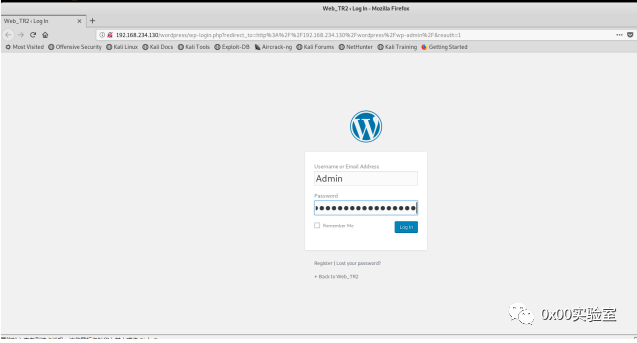 Web_TR2 ‹ Log In - Mozilla Firefox
Web_TR2 ‹ Log In
192.168.234.130/wordpress/wp-login.php?redirect_to=http%3A%2F%2F192.168.234.130%2Fwordpress%2Fwp-admin%2F&reauth=1
Most Visited Offensive Security Kali Linux Kali Docs Kali Tools Exploit-DB Aircrack-ng Kali Forums NetHunter Kali Training Getting Started
Username or Email Address
Admin
Password
Remember Me
Log In
Register | Lost your password?
← Back to Web_TR2
0x00实验室